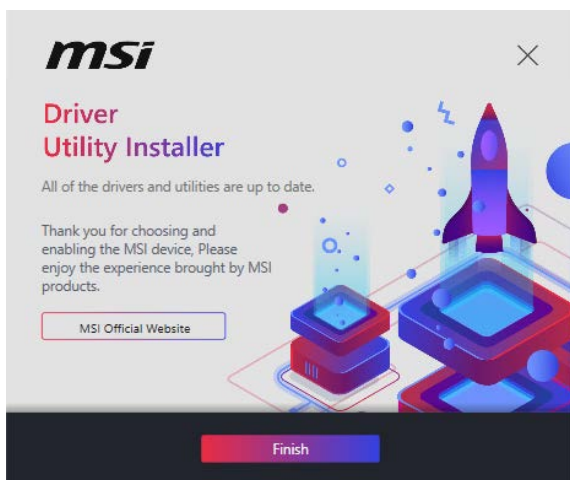 msi
Driver
Utility Installer
All of the drivers and utilities are up to date.
Thank you for choosing and
enabling the MSI device, Please
enjoy the experience brought by MSI
products.
MSI Official Website
Finish